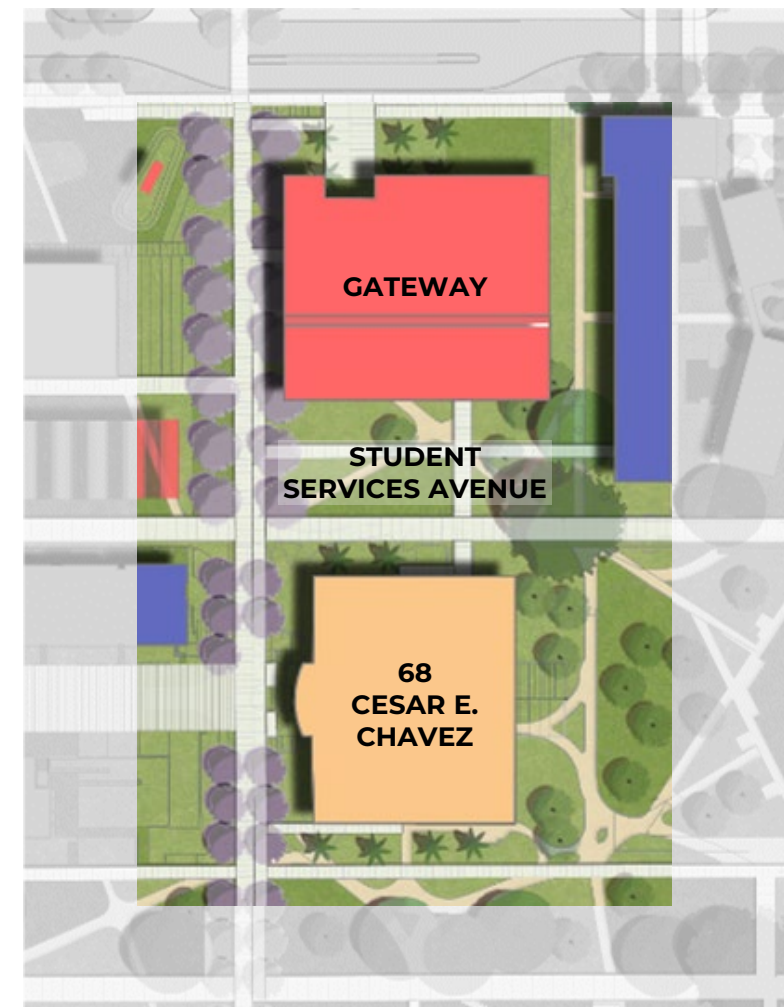 GATEWAY
STUDENT
SERVICES AVENUE
68
CESAR E.
CHAVEZ